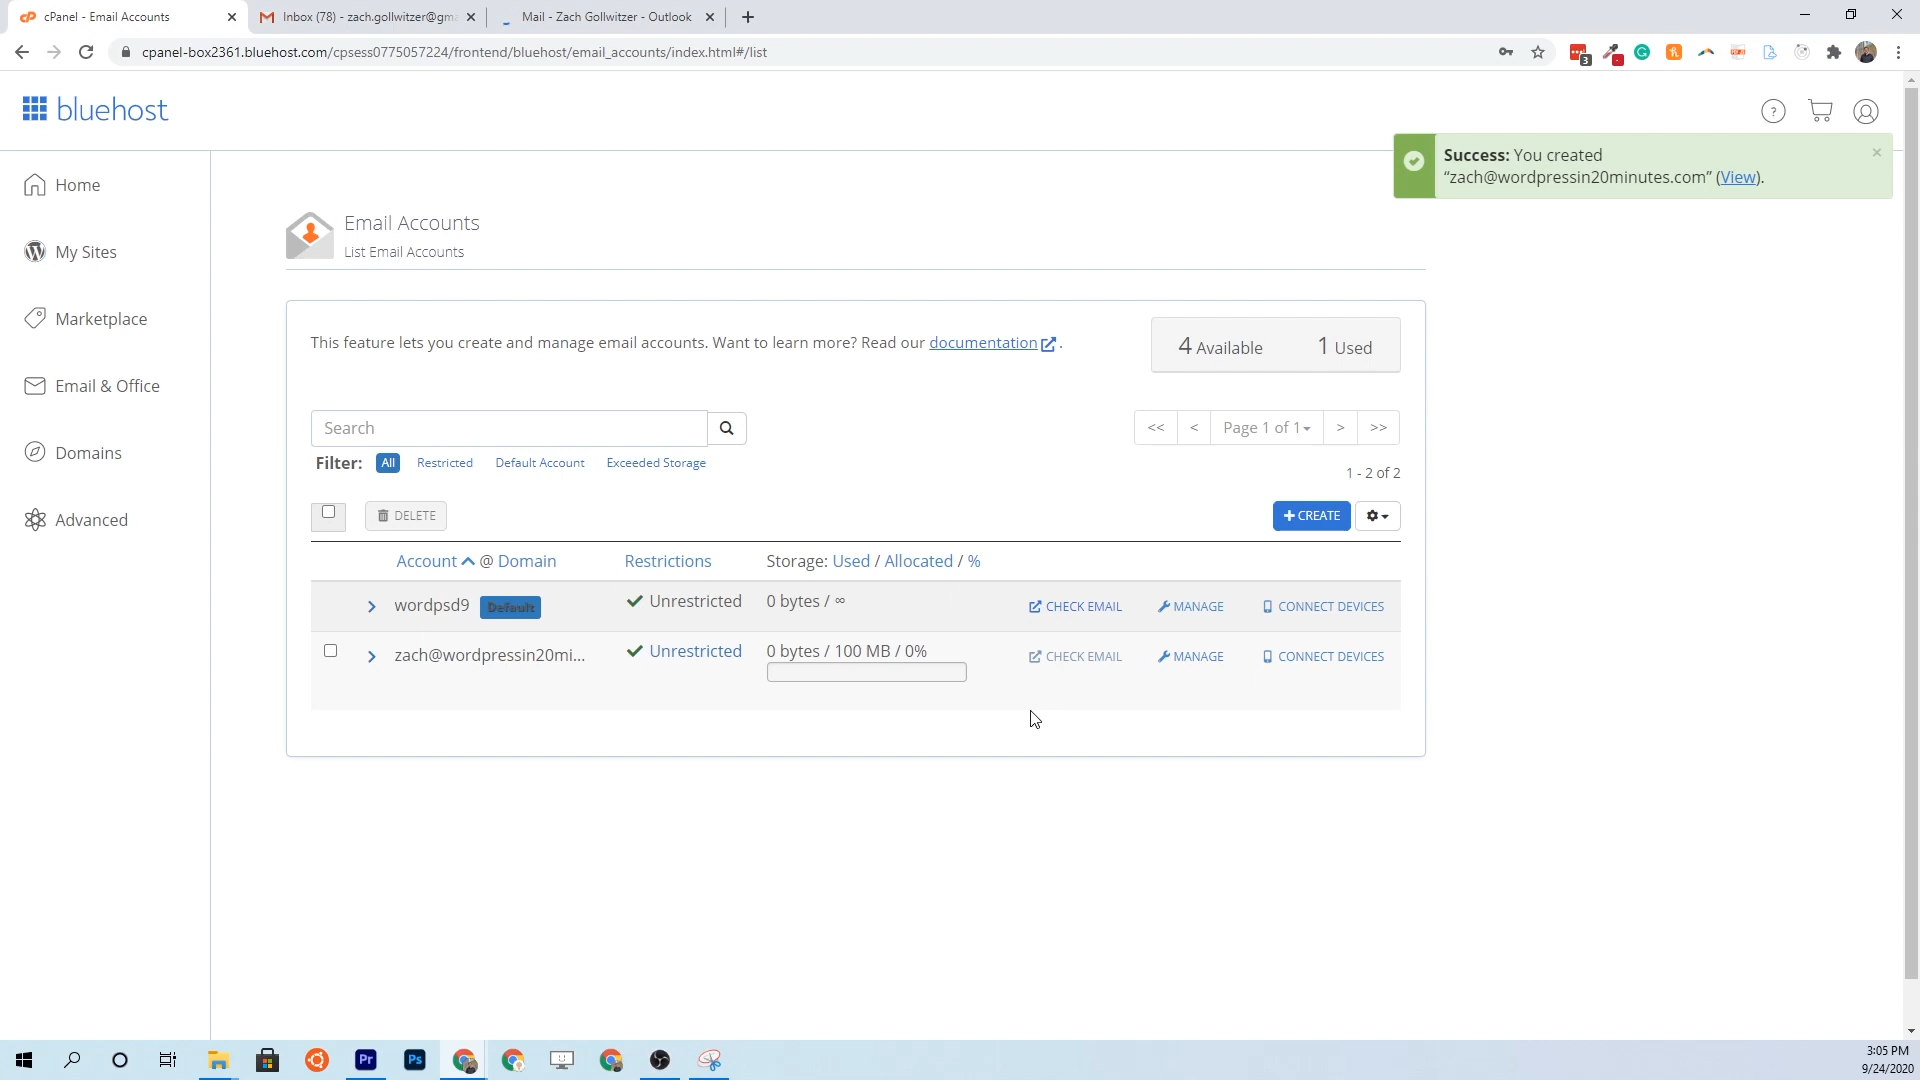 cPanel - Email Accounts
Inbox (78) - zach.gollwitzer@gma
Mail - Zach Gollwitzer - Outlook
cpanel-box2361.bluehost.com/cpsess0775057224/frontend/bluehost/email_accounts/index.html#/list
3
bluehost
?
Success: You created
“zach@wordpressin20minutes.com” (View).
Home
My Sites
Marketplace
Email & Office
Domains
Advanced
Email Accounts
List Email Accounts
This feature lets you create and manage email accounts. Want to learn more? Read our documentation .
4 Available 1 Used
Search
<< < Page 1 of 1 > >>
Filter: All Restricted Default Account Exceeded Storage
1 - 2 of 2
DELETE
+ CREATE
Account @ Domain Restrictions Storage: Used / Allocated / %
wordpsd9 Default Unrestricted 0 bytes / ∞ CHECK EMAIL MANAGE CONNECT DEVICES
zach@wordpressin20mi... Unrestricted 0 bytes / 100 MB / 0% CHECK EMAIL MANAGE CONNECT DEVICES
Pr
Ps
3:05 PM
9/24/2020